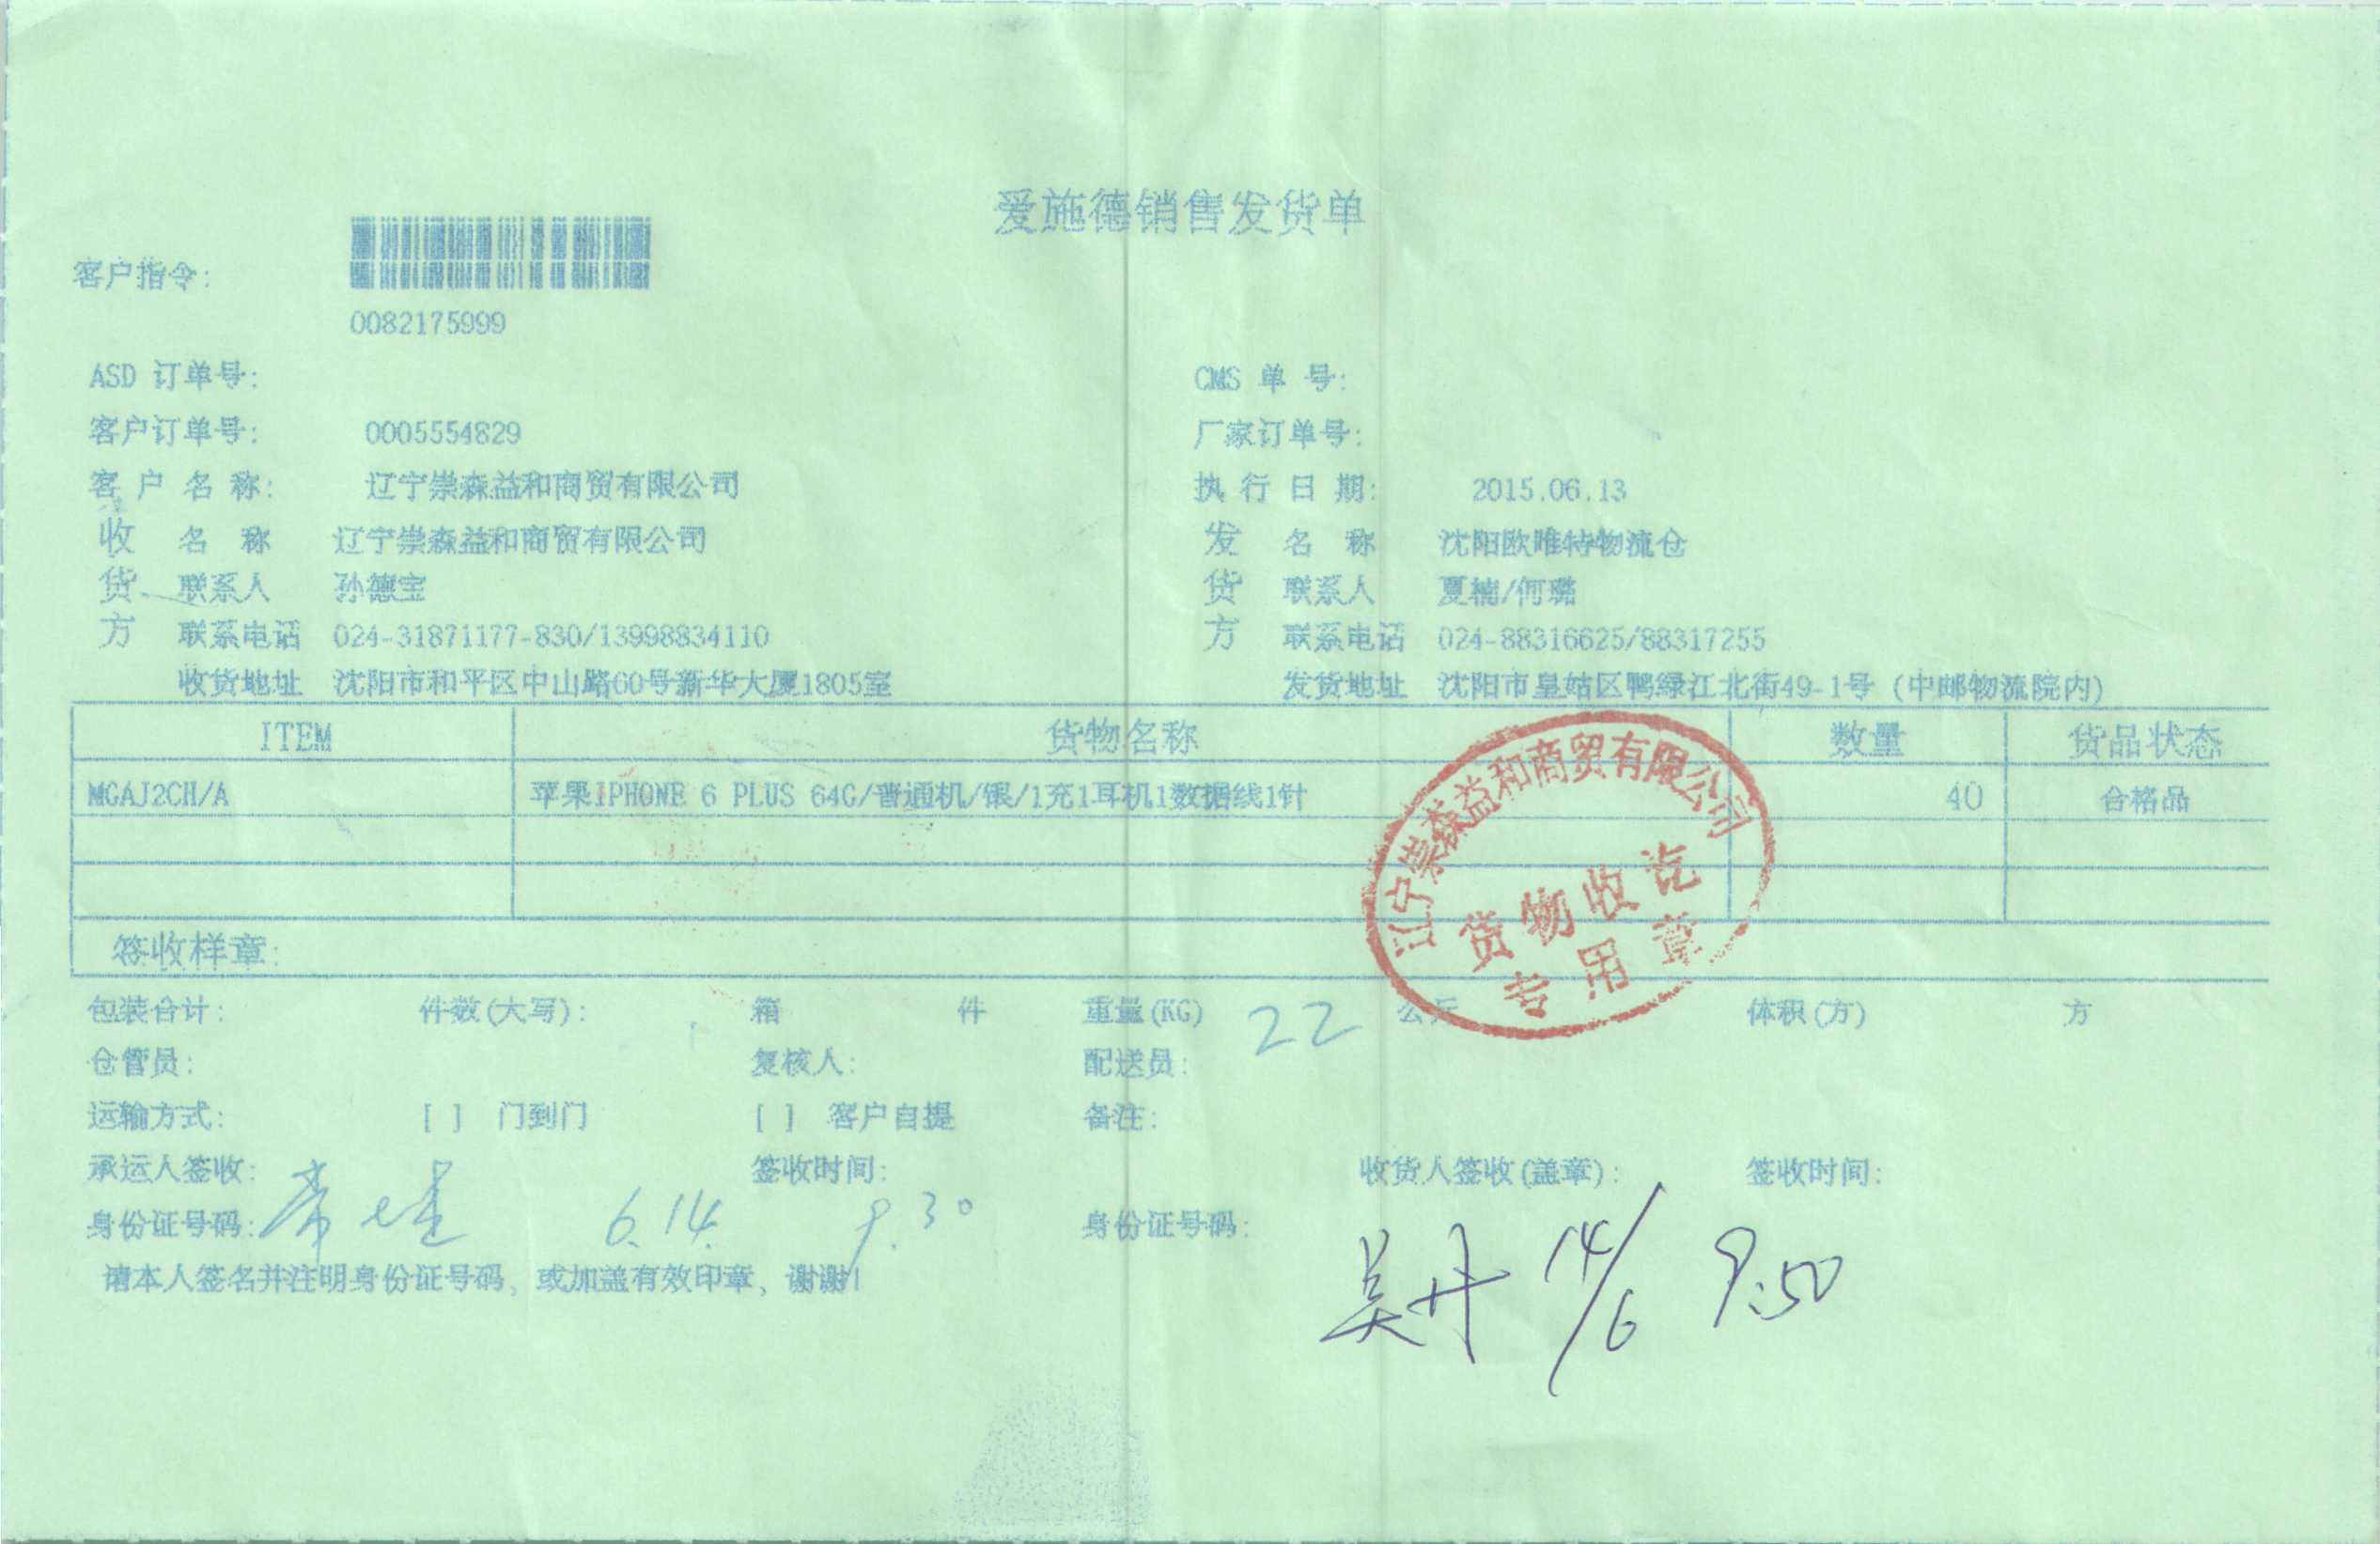 爱施德销售发货单
客户指令:
0082175999
ASD 订单号: CMS 单 号:
客户订单号: 0005554829 厂家订单号:
客 户 名 称: 辽宁崇森益和商贸有限公司 执 行 日 期: 2015.06.13
收 名 称 辽宁崇森益和商贸有限公司 发 名 称 沈阳欧唯特物流仓
货 联系人 孙德宝 货 联系人 夏楠/何璐
方 联系电话 024-31871177-830/13998834110 方 联系电话 024-88316625/88317255
收货地址 沈阳市和平区中山路60号新华大厦1805室 发货地址 沈阳市皇姑区鸭绿江北街49-1号 (中邮物流院内)
ITEM 货物名称 数量 货品状态
MGAJ2CH/A 苹果IPHONE 6 PLUS 64G/普通机/银/1充1耳机1数据线1针 40 合格品
辽宁崇森益和商贸有限公司
货物收讫
专用章
签收样章:
包装合计: 件数(大写): 箱 件 重量(KG) 22 公斤 体积(方) 方
仓管员: 复核人: 配送员:
运输方式: [ ] 门到门 [ ] 客户自提 备注:
承运人签收: 签收时间: 收货人签收(盖章): 签收时间:
身份证号码: 6.14. 9.30 身份证号码:
吴丹 14/6 9:50
请本人签名并注明身份证号码, 或加盖有效印章, 谢谢!